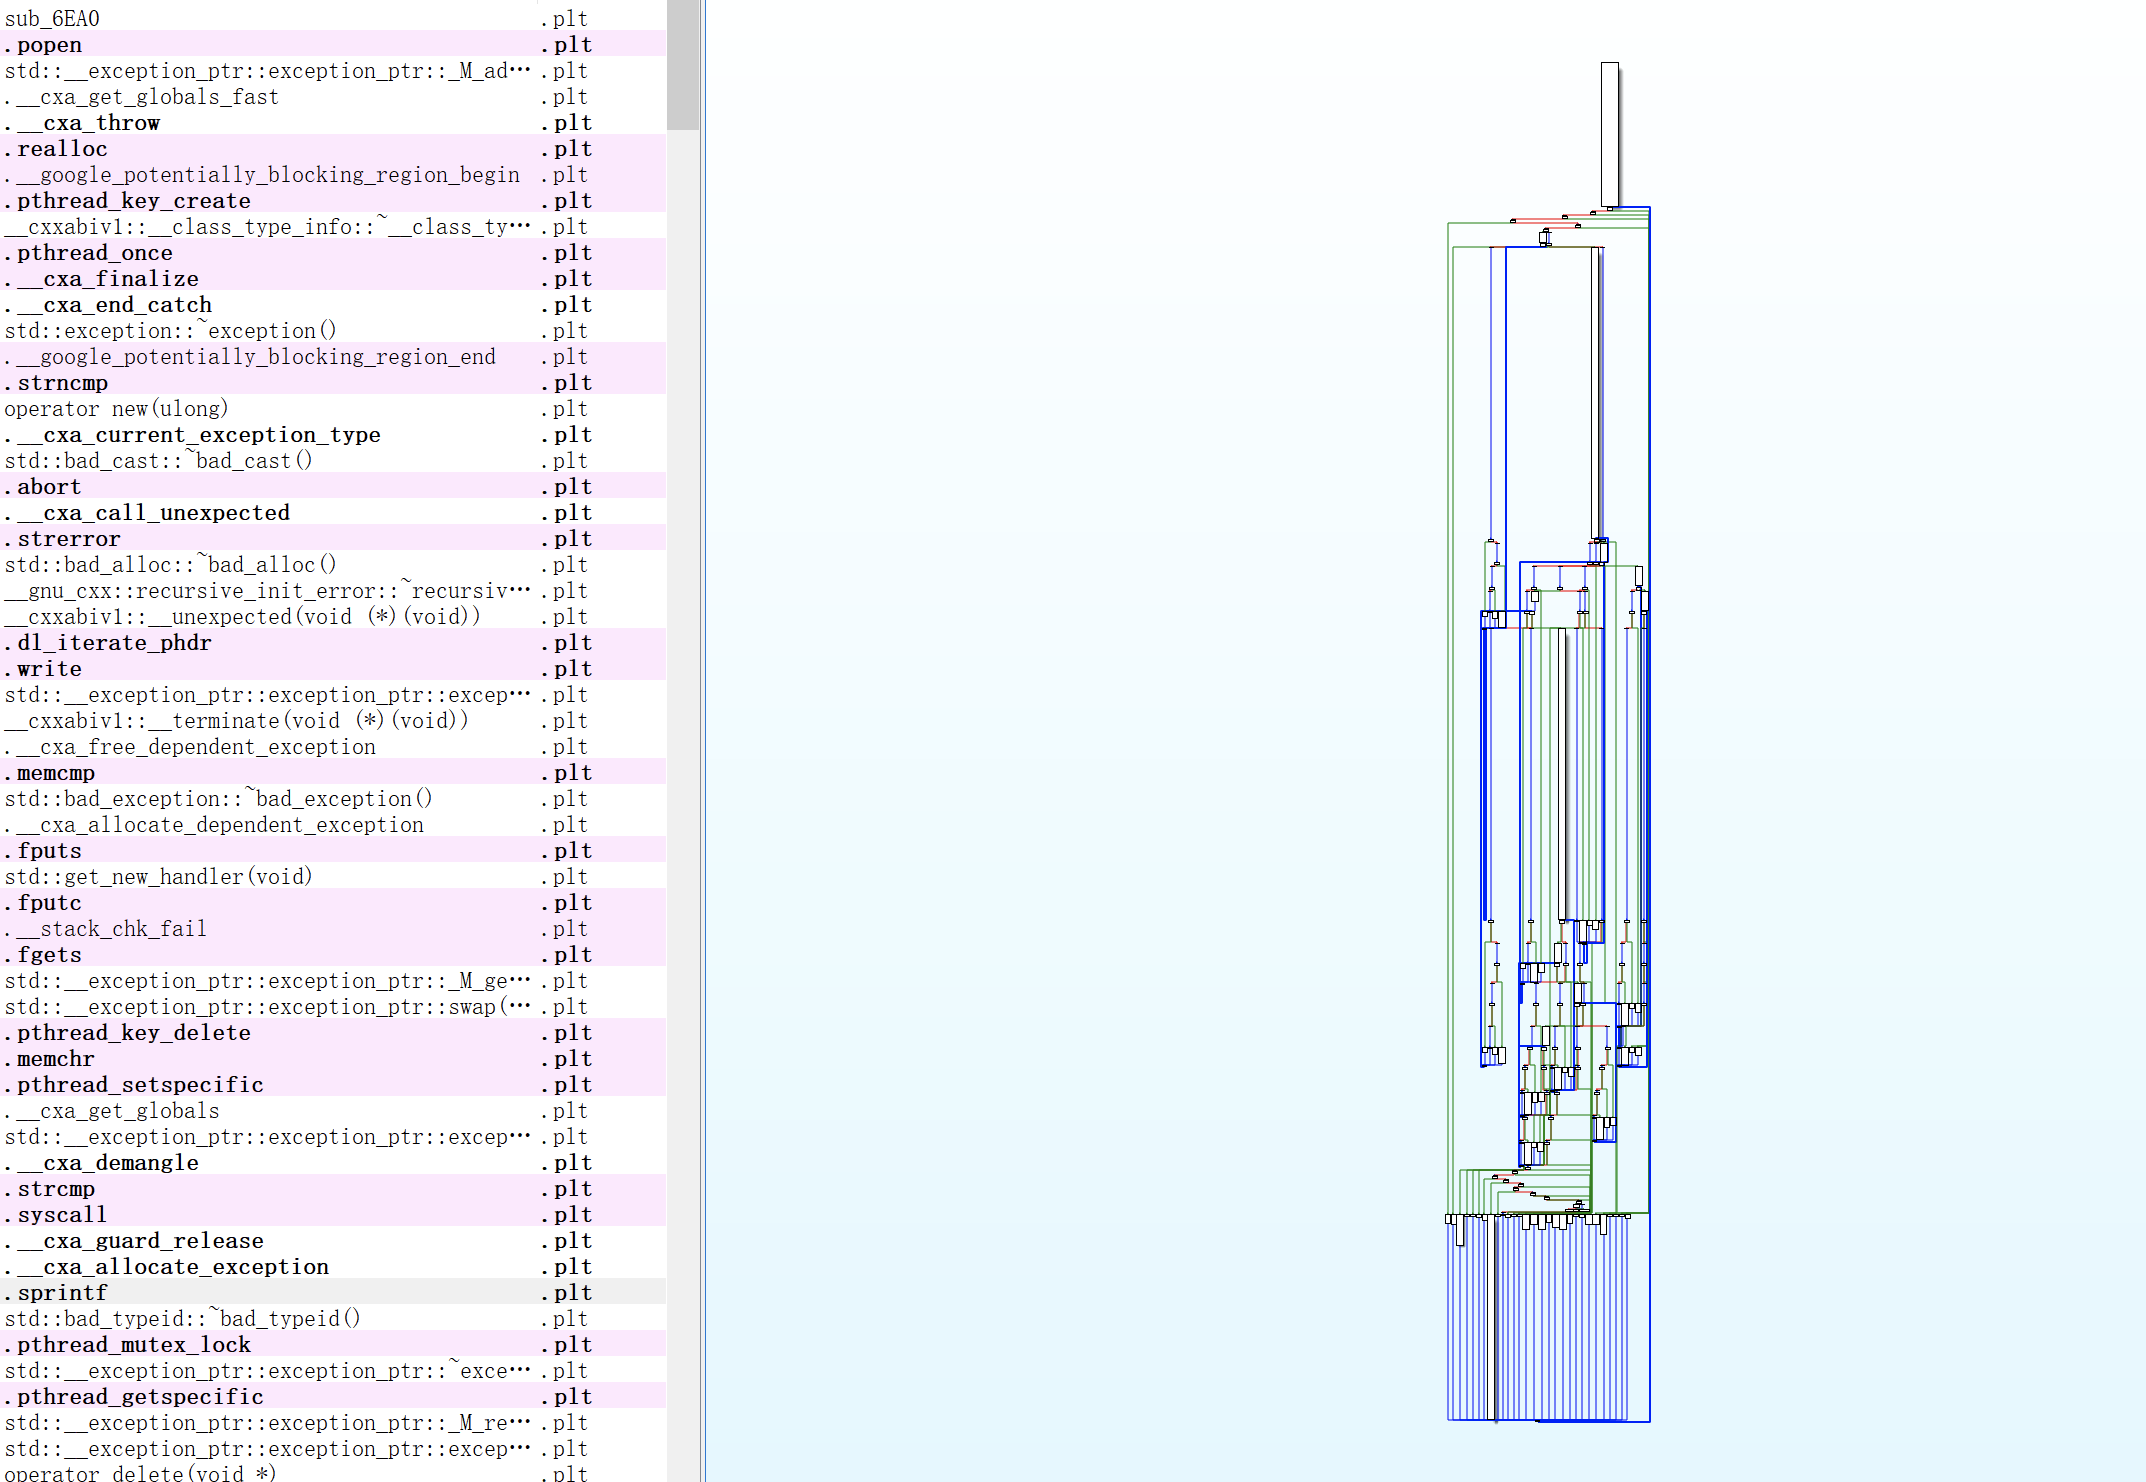 sub_6EA0 .plt
.popen .plt
std::__exception_ptr::exception_ptr::_M_ad… .plt
.__cxa_get_globals_fast .plt
.__cxa_throw .plt
.realloc .plt
.__google_potentially_blocking_region_begin .plt
.pthread_key_create .plt
__cxxabiv1::__class_type_info::~__class_ty… .plt
.pthread_once .plt
.__cxa_finalize .plt
.__cxa_end_catch .plt
std::exception::~exception() .plt
.__google_potentially_blocking_region_end .plt
.strncmp .plt
operator new(ulong) .plt
.__cxa_current_exception_type .plt
std::bad_cast::~bad_cast() .plt
.abort .plt
.__cxa_call_unexpected .plt
.strerror .plt
std::bad_alloc::~bad_alloc() .plt
__gnu_cxx::recursive_init_error::~recursiv… .plt
__cxxabiv1::__unexpected(void (*)(void)) .plt
.dl_iterate_phdr .plt
.write .plt
std::__exception_ptr::exception_ptr::excep… .plt
__cxxabiv1::__terminate(void (*)(void)) .plt
.__cxa_free_dependent_exception .plt
.memcmp .plt
std::bad_exception::~bad_exception() .plt
.__cxa_allocate_dependent_exception .plt
.fputs .plt
std::get_new_handler(void) .plt
.fputc .plt
.__stack_chk_fail .plt
.fgets .plt
std::__exception_ptr::exception_ptr::_M_ge… .plt
std::__exception_ptr::exception_ptr::swap(… .plt
.pthread_key_delete .plt
.memchr .plt
.pthread_setspecific .plt
.__cxa_get_globals .plt
std::__exception_ptr::exception_ptr::excep… .plt
.__cxa_demangle .plt
.strcmp .plt
.syscall .plt
.__cxa_guard_release .plt
.__cxa_allocate_exception .plt
.sprintf .plt
std::bad_typeid::~bad_typeid() .plt
.pthread_mutex_lock .plt
std::__exception_ptr::exception_ptr::~exce… .plt
.pthread_getspecific .plt
std::__exception_ptr::exception_ptr::_M_re… .plt
std::__exception_ptr::exception_ptr::excep… .plt
operator delete(void *) .plt